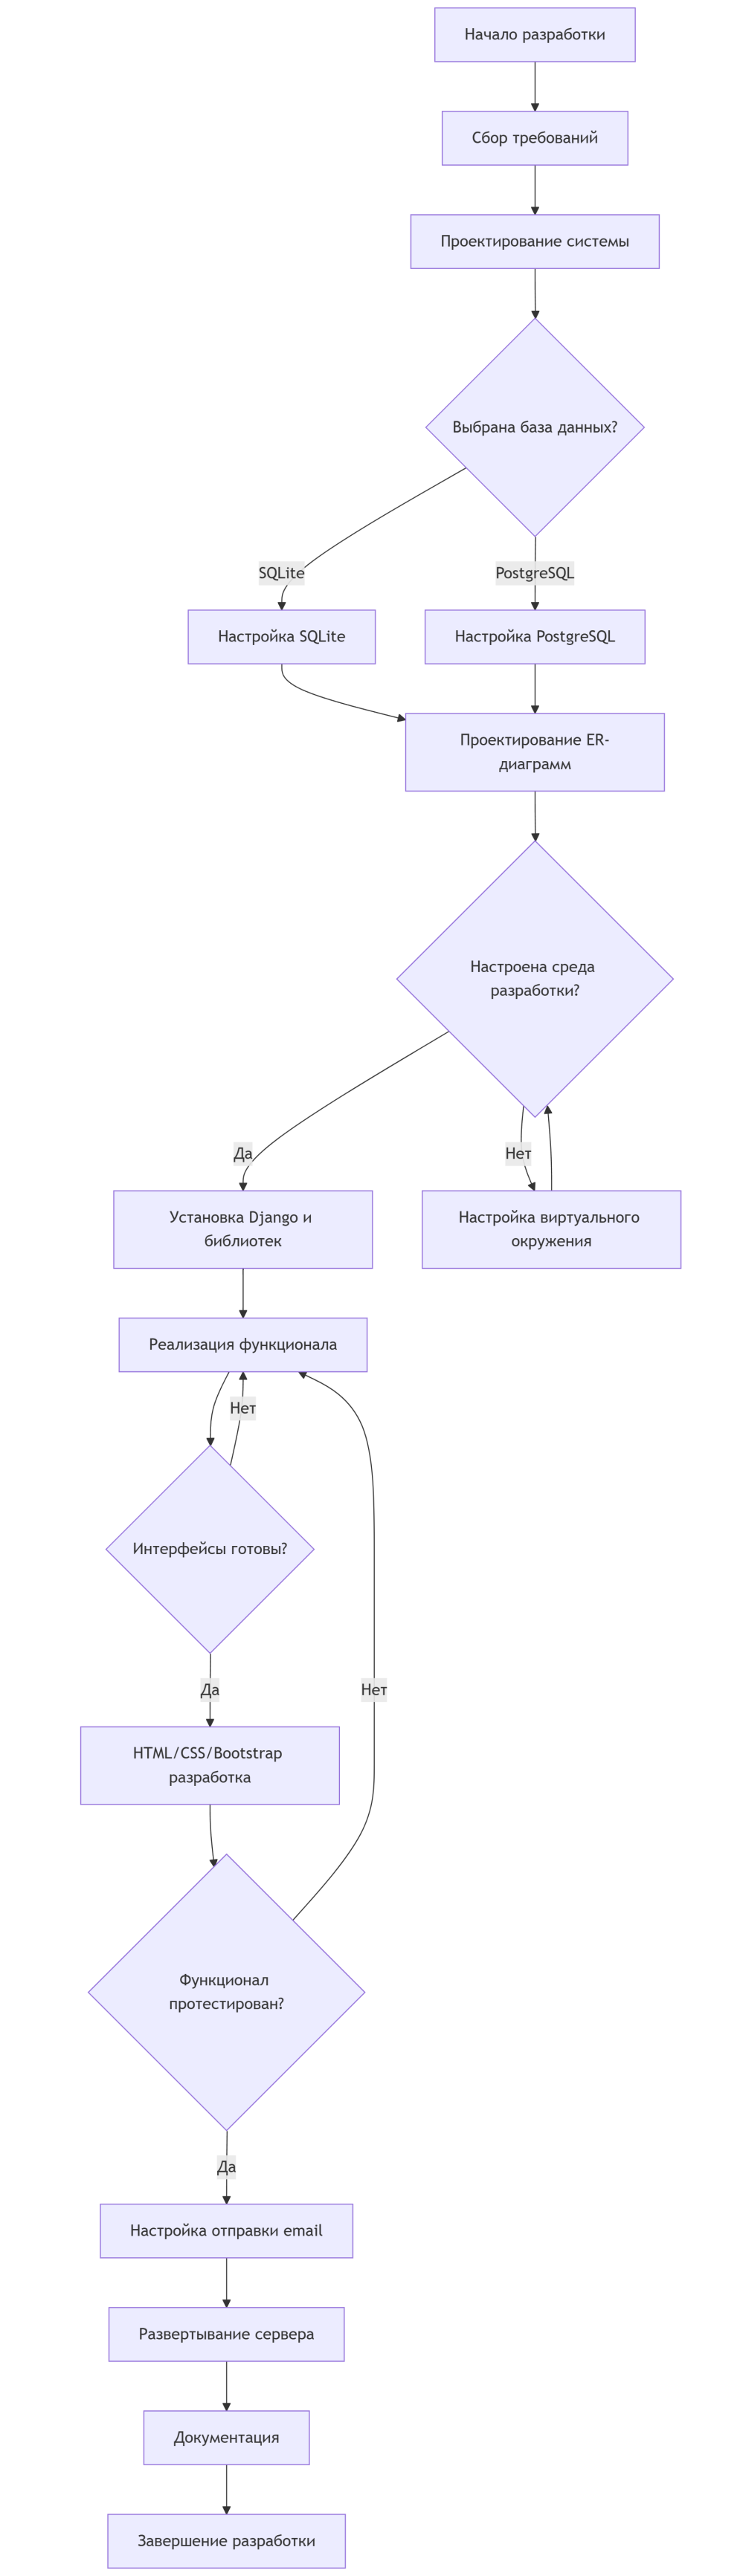 Начало разработки
Сбор требований
Проектирование системы
Выбрана база данных?
SQLite
PostgreSQL
Настройка SQLite
Настройка PostgreSQL
Проектирование ER-
диаграмм
Настроена среда
разработки?
Да
Нет
Установка Django и
библиотек
Настройка виртуального
окружения
Реализация функционала
Нет
Интерфейсы готовы?
Да
Нет
HTML/CSS/Bootstrap
разработка
Функционал
протестирован?
Да
Настройка отправки email
Развертывание сервера
Документация
Завершение разработки